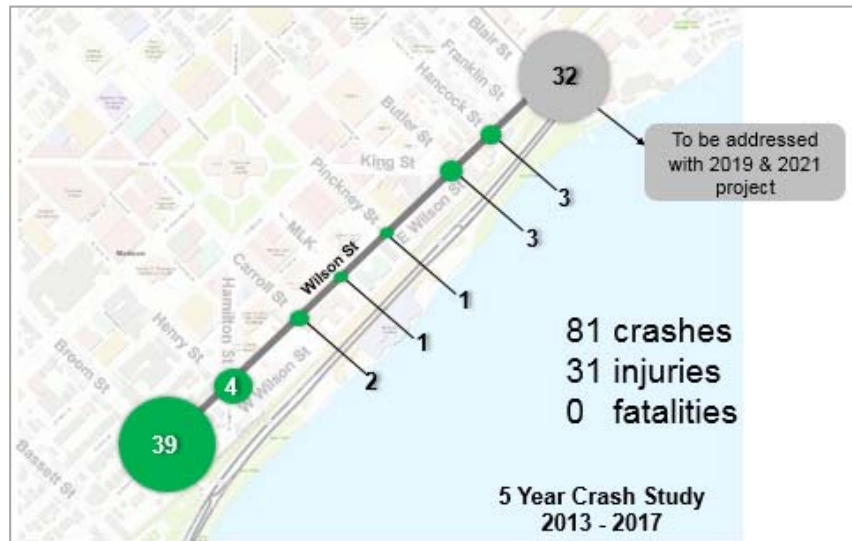 Blair St
Franklin St
Hancock St
Butler St
King St
Pinckney St
E Wilson St
MLK
Wilson St
Carroll St
Hamilton St
Henry St
W Wilson St
Broom St
Bassett St
Madison
32
To be addressed
with 2019 & 2021
project
3
3
1
1
2
4
39
81 crashes
31 injuries
0 fatalities
5 Year Crash Study
2013 - 2017